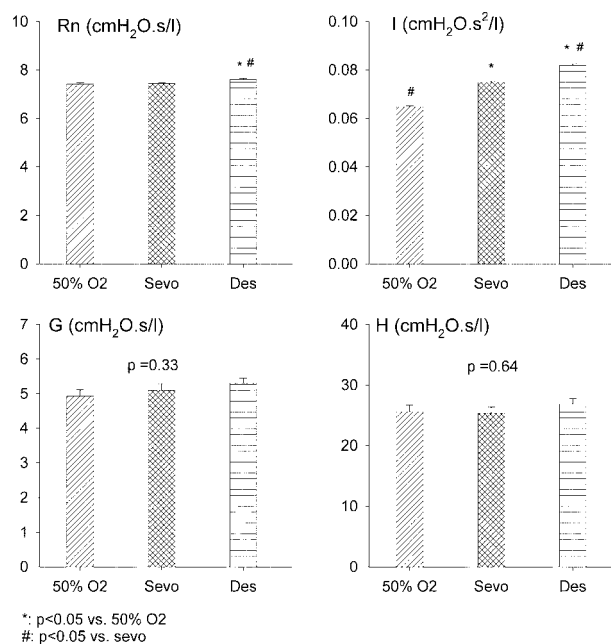 Rn (cmH₂O.s/l)
10
8
6
4
2
0
* #
50% O2 Sevo Des
I (cmH₂O.s²/l)
0.10
0.08
0.06
0.04
0.02
0.00
#
*
* #
50% O2 Sevo Des
G (cmH₂O.s/l)
7
6
5
4
3
2
1
0
p =0.33
50% O2 Sevo Des
H (cmH₂O.s/l)
40
30
20
10
0
p =0.64
50% O2 Sevo Des
*: p<0.05 vs. 50% O2
#: p<0.05 vs. sevo